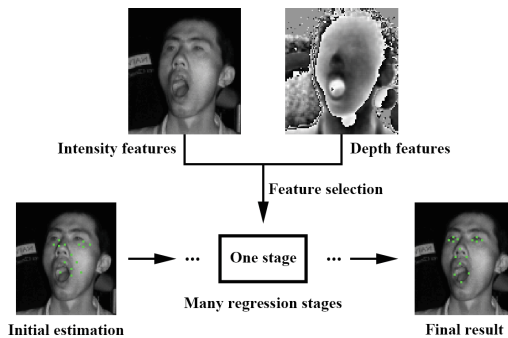 Intensity features
Depth features
Feature selection
... One stage ...
Many regression stages
Initial estimation
Final result